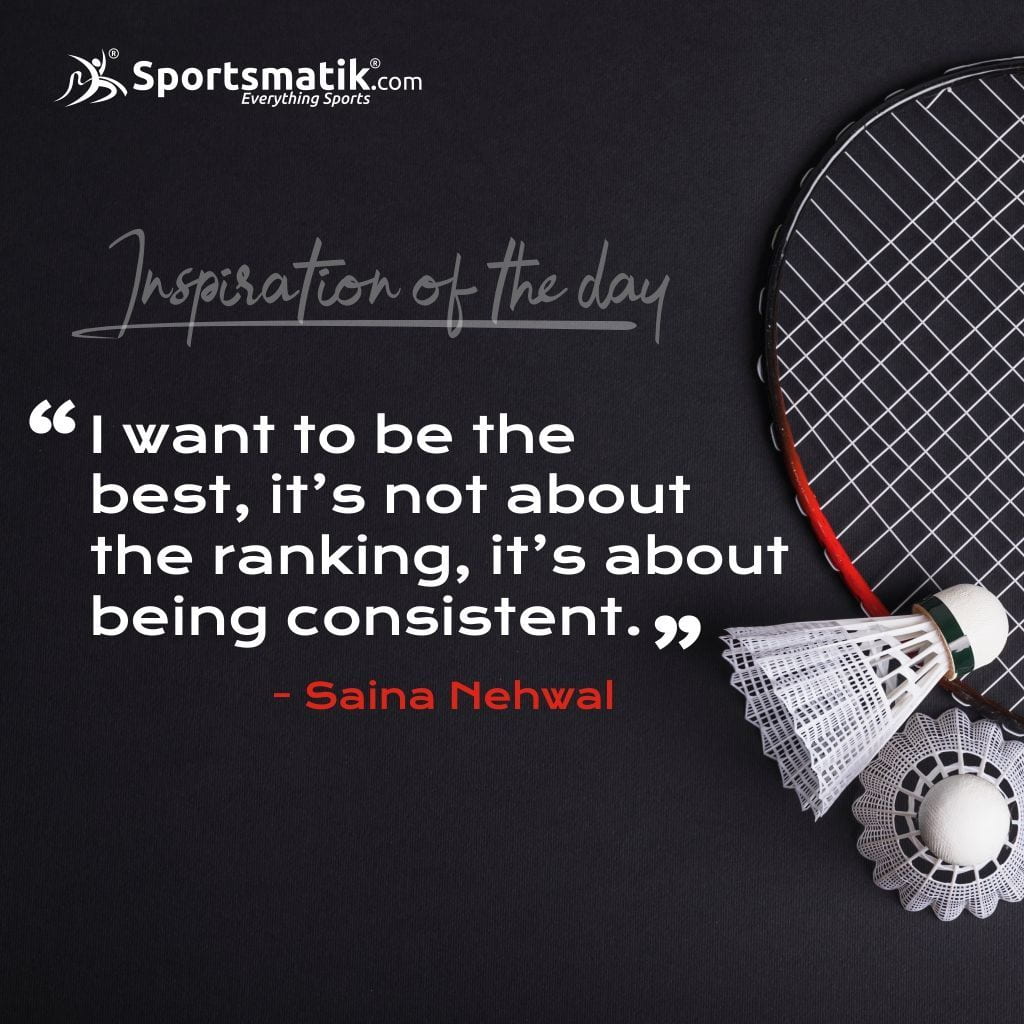 Sportsmatik®.com
Everything Sports
Inspiration of the day
“I want to be the
best, it’s not about
the ranking, it’s about
being consistent.”
- Saina Nehwal